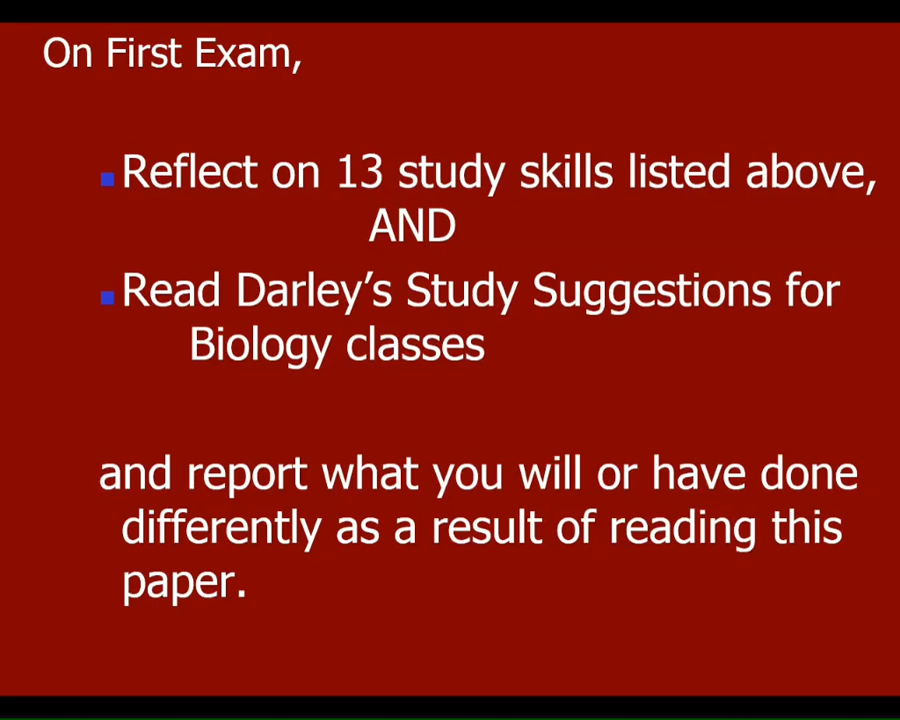 On First Exam,
Reflect on 13 study skills listed above,
AND
Read Darley’s Study Suggestions for
Biology classes
and report what you will or have done
differently as a result of reading this
paper.